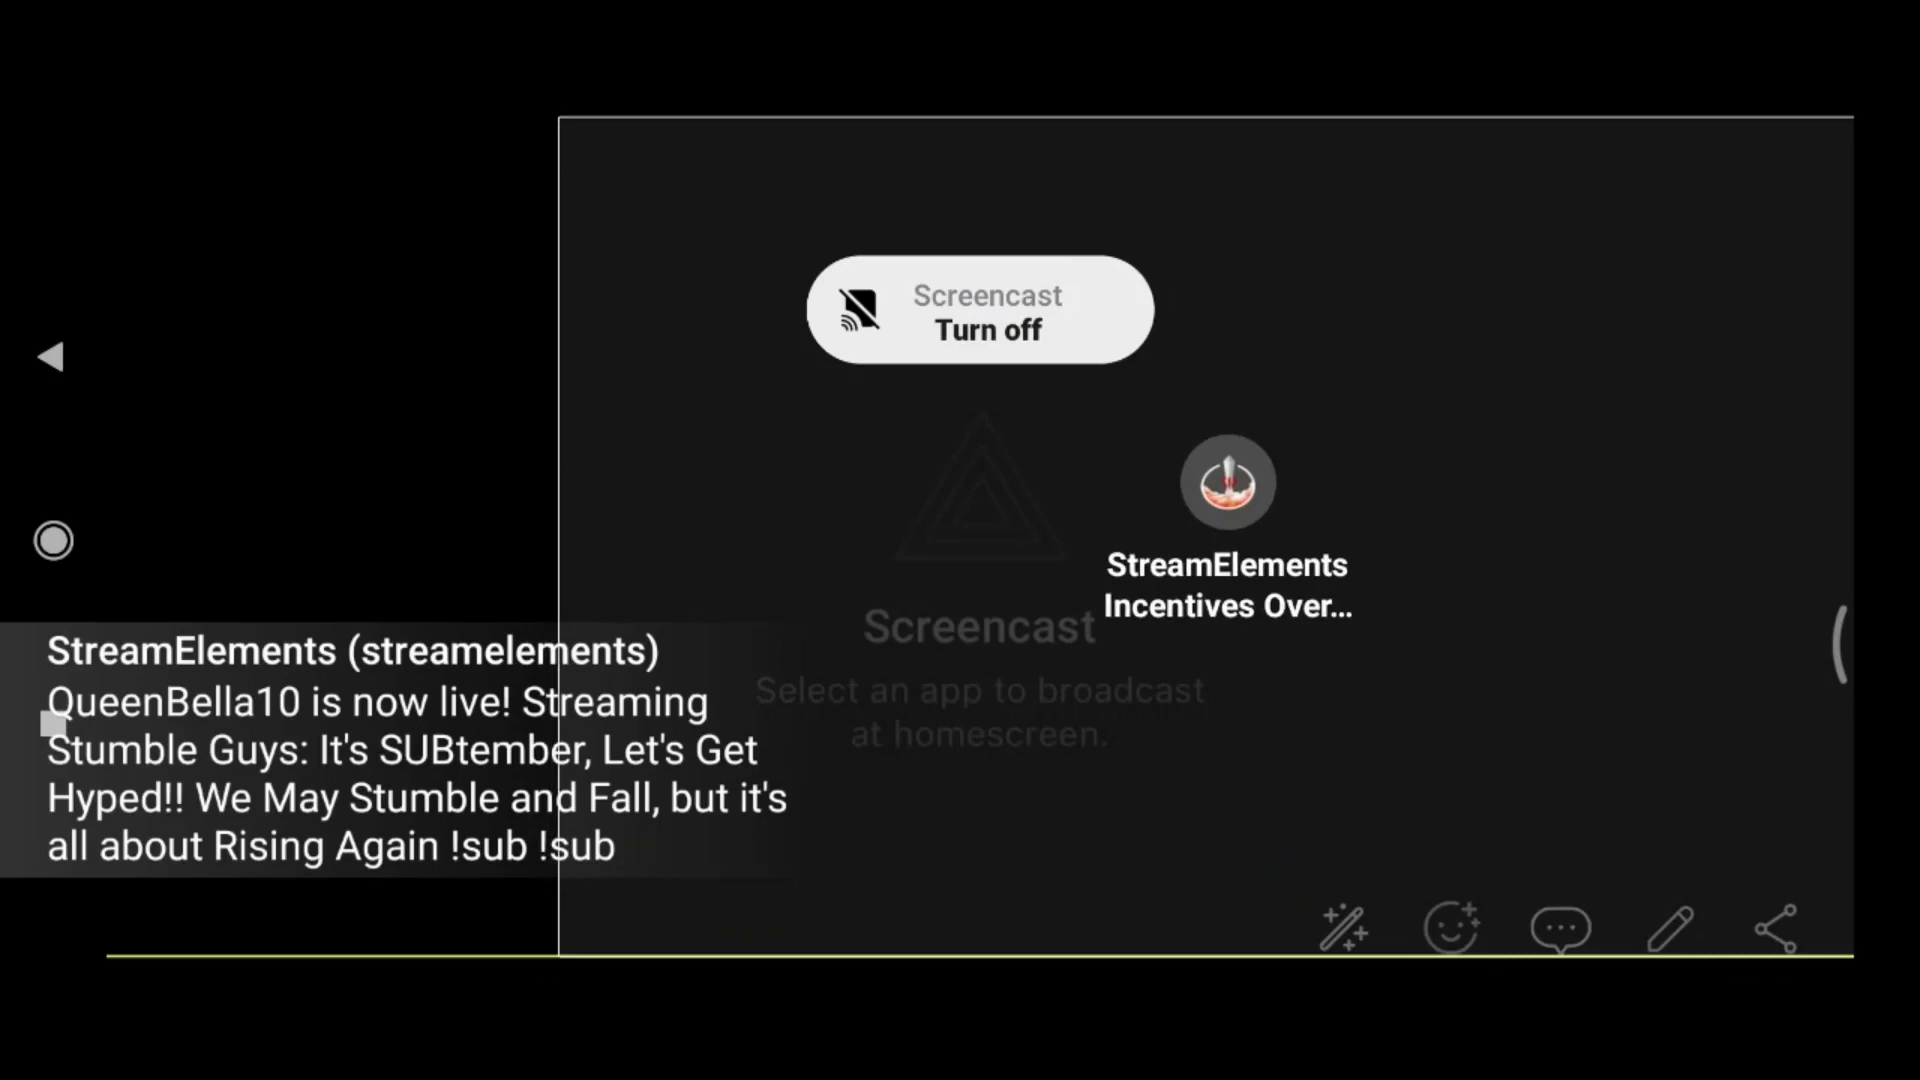 Screencast
Turn off
StreamElements
Incentives Over...
Screencast
Select an app to broadcast
at homescreen.
StreamElements (streamelements)
QueenBella10 is now live! Streaming
Stumble Guys: It's SUBtember, Let's Get
Hyped!! We May Stumble and Fall, but it's
all about Rising Again !sub !sub